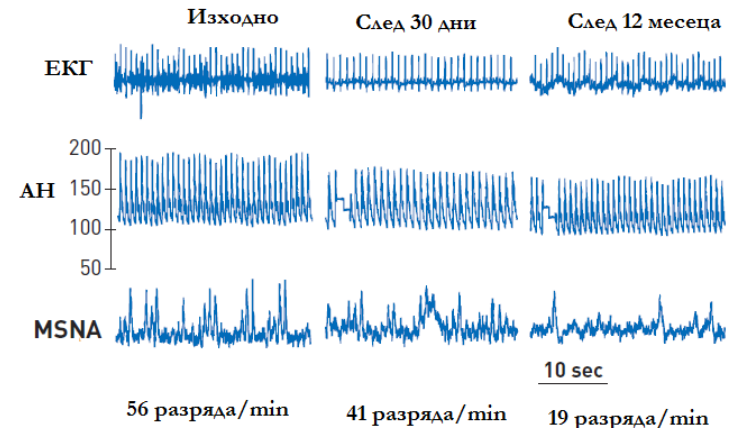 Изходно След 30 дни След 12 месеца
ЕКГ
200
150
АН
100
50
MSNA
10 sec
56 разряда/min 41 разряда/min 19 разряда/min